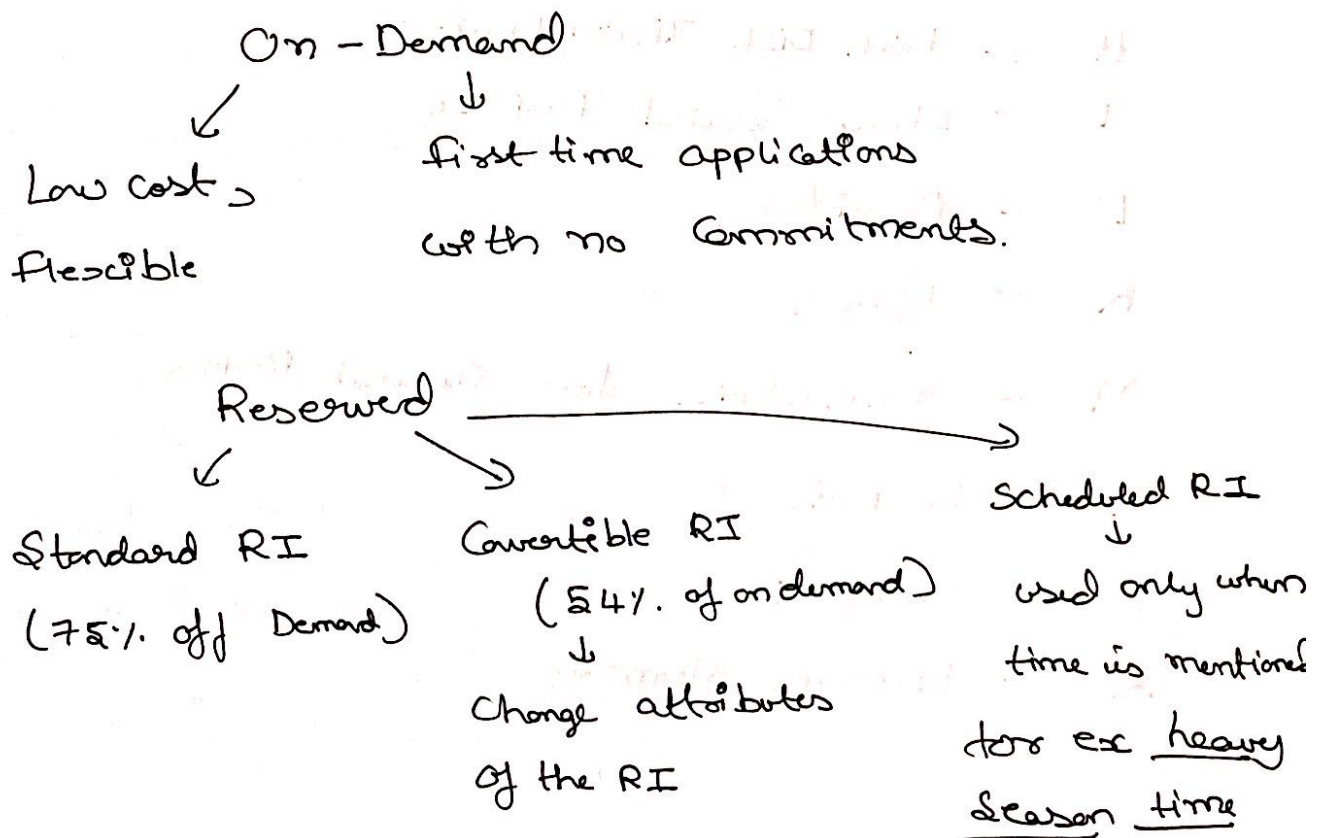 On - Demand
Low cost,
flexible
first time applications
with no Commitments.
Reserved
Standard RI
(75% off Demand)
Covertible RI
(54% of on demand)
Change attributes
of the RI
Scheduled RI
used only when
time is mentioned
for ex heavy
season time